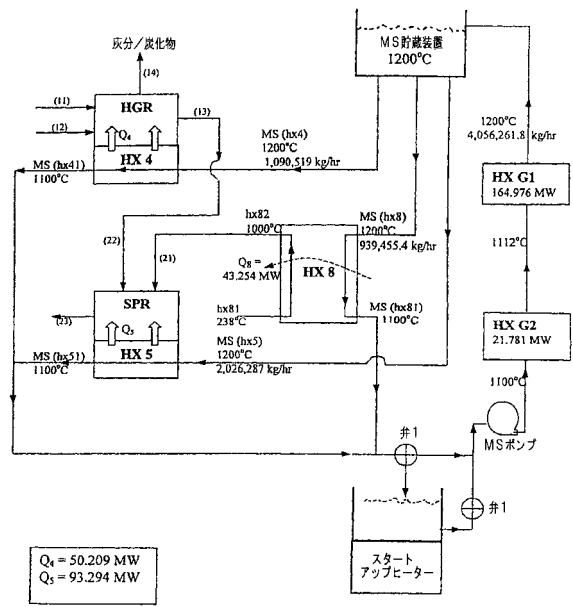 灰分／炭化物
(14)
(11)
(12)
HGR
Q₄
HX 4
(13)
MS (hx41)
1100°C
MS (hx4)
1200°C
1,090,519 kg/hr
MS貯蔵装置
1200°C
1200°C
4,056,261.8 kg/hr
HX G1
164.976 MW
1112°C
HX G2
21.781 MW
1100°C
MSポンプ
hx82
1000°C
MS (hx8)
1200°C
939,455.4 kg/hr
Q₈ =
43.254 MW
HX 8
hx81
238°C
MS (hx81)
1100°C
(22)
(21)
SPR
(23)
Q₅
HX 5
MS (hx51)
1100°C
MS (hx5)
1200°C
2,026,287 kg/hr
弁1
弁1
スタート
アップヒーター
Q₄ = 50.209 MW
Q₅ = 93.294 MW